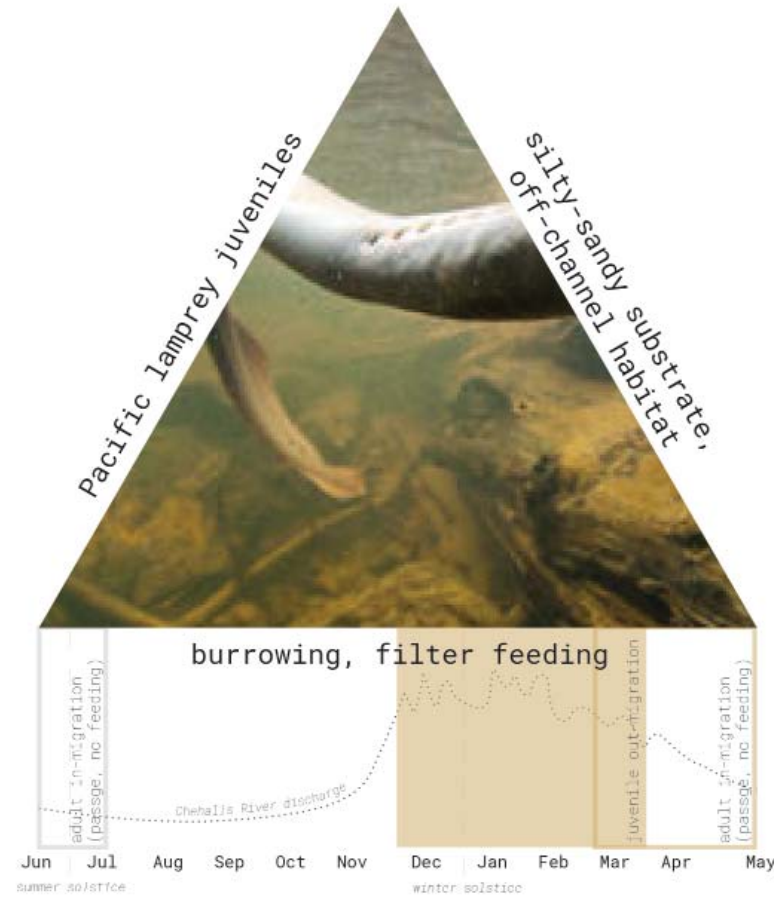 Pacific lamprey juveniles
silty-sandy substrate,
off-channel habitat
burrowing, filter feeding
adult in-migration
(passge, no feeding)
Chehalis River discharge
juvenile out-migration
adult in-migration
(passge, no feeding)
Jun Jul Aug Sep Oct Nov Dec Jan Feb Mar Apr May
summer solstice winter solstice